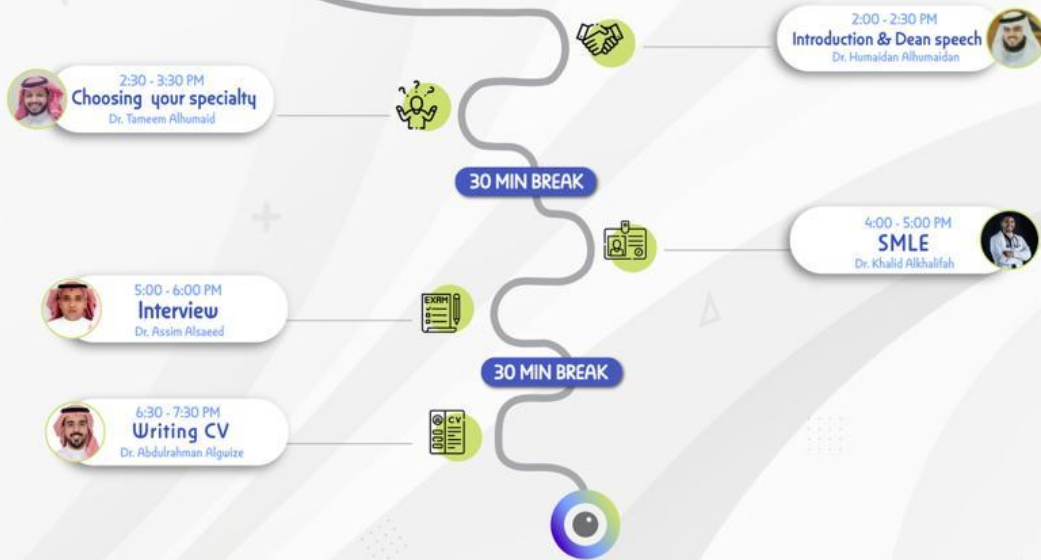 2:00 - 2:30 PM
Introduction & Dean speech
Dr. Humaidan Alhumaidan
2:30 - 3:30 PM
Choosing your specialty
Dr. Tameem Alhumaid
30 MIN BREAK
4:00 - 5:00 PM
SMLE
Dr. Khalid Alkhalifah
5:00 - 6:00 PM
Interview
Dr. Assim Alsaeed
EXAM
30 MIN BREAK
6:30 - 7:30 PM
Writing CV
Dr. Abdulrahman Algwize
CV